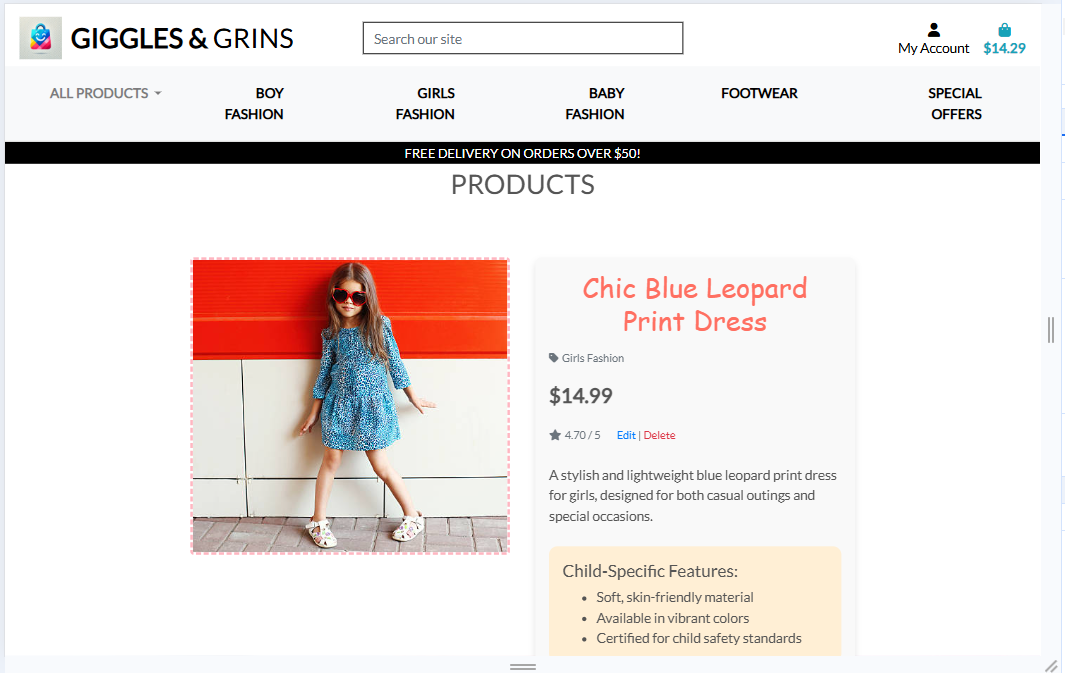 GIGGLES & GRINS
Search our site
My Account
$14.29
ALL PRODUCTS
BOY
FASHION
GIRLS
FASHION
BABY
FASHION
FOOTWEAR
SPECIAL
OFFERS
FREE DELIVERY ON ORDERS OVER $50!
PRODUCTS
Chic Blue Leopard
Print Dress
Girls Fashion
$14.99
4.70 / 5 Edit | Delete
A stylish and lightweight blue leopard print dress
for girls, designed for both casual outings and
special occasions.
Child-Specific Features:
• Soft, skin-friendly material
• Available in vibrant colors
• Certified for child safety standards